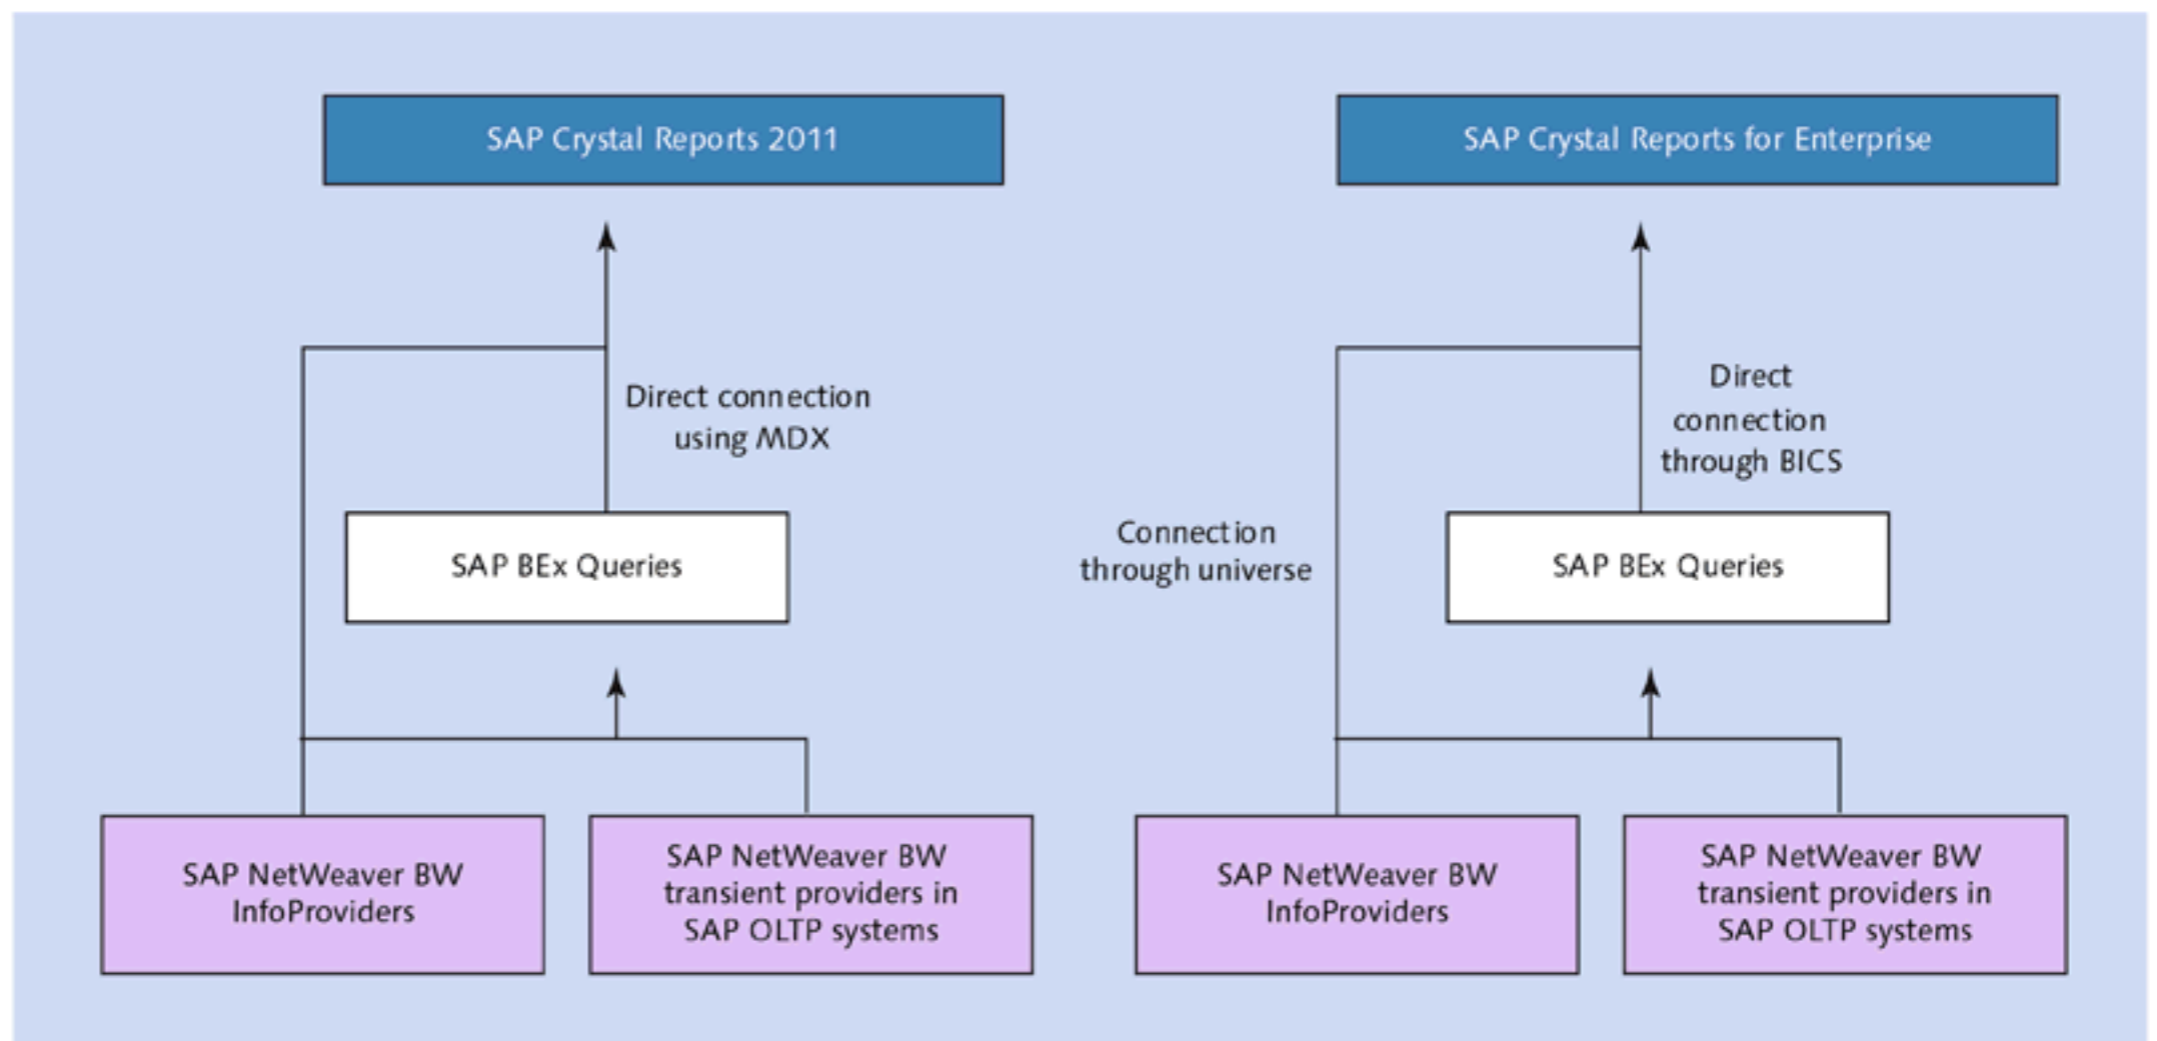 SAP Crystal Reports 2011
Direct connection
using MDX
SAP BEx Queries
SAP NetWeaver BW
InfoProviders
SAP NetWeaver BW
transient providers in
SAP OLTP systems
SAP Crystal Reports for Enterprise
Direct
connection
through BICS
Connection
through universe
SAP BEx Queries
SAP NetWeaver BW
InfoProviders
SAP NetWeaver BW
transient providers in
SAP OLTP systems